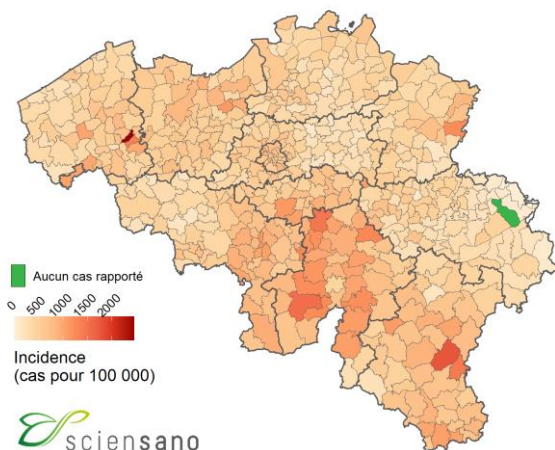 Aucun cas rapporté
0 500 1000 1500 2000
Incidence
(cas pour 100 000)
sciensano